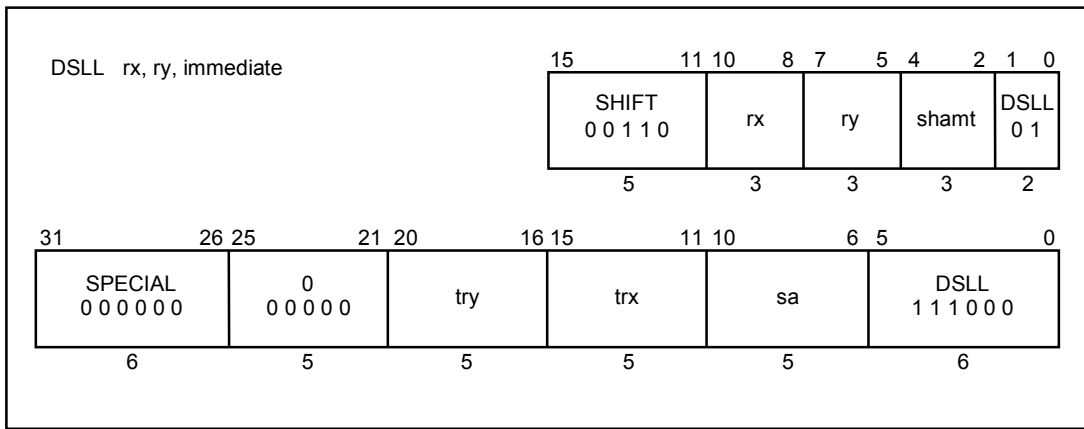 DSLL rx, ry, immediate
15 11 10 8 7 5 4 2 1 0
SHIFT rx ry shamt DSLL
0 0 1 1 0 0 1
5 3 3 3 2
31 26 25 21 20 16 15 11 10 6 5 0
SPECIAL 0 try trx sa DSLL
0 0 0 0 0 0 0 0 0 0 0 1 1 1 0 0 0
6 5 5 5 5 6